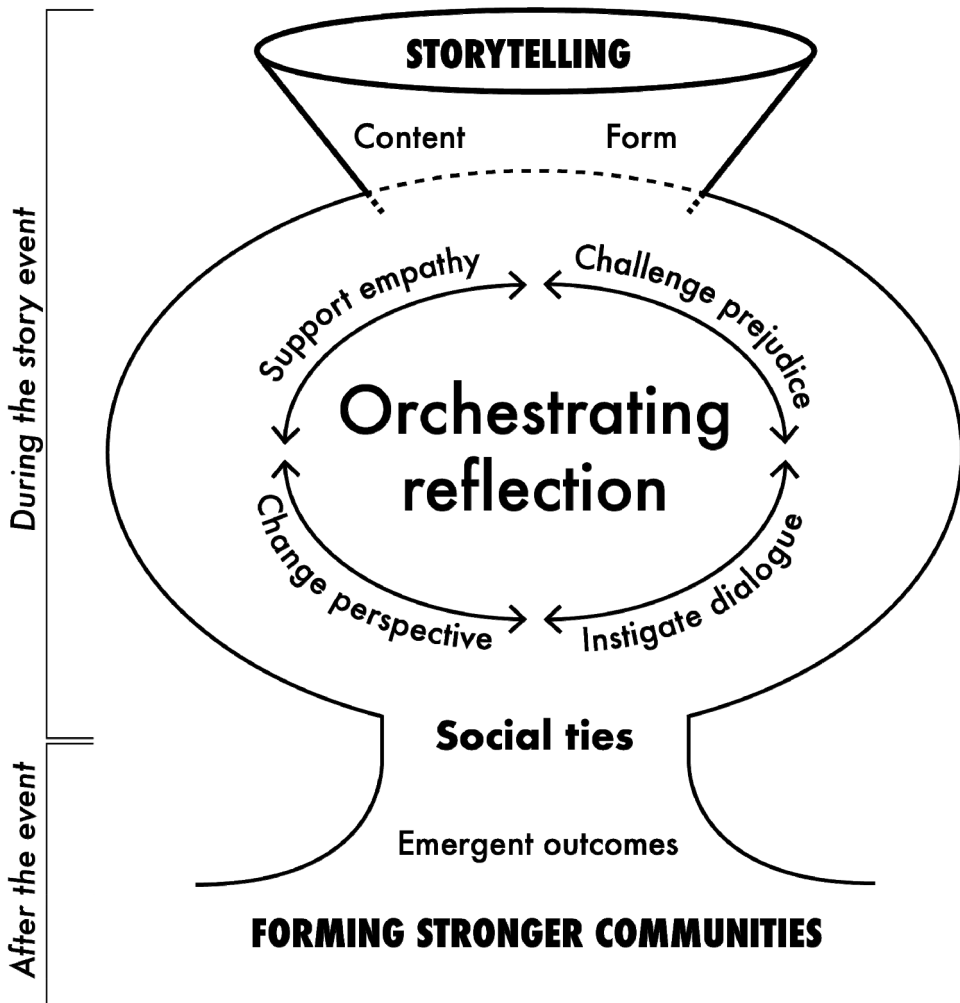 STORYTELLING
Content
Form
During the story event
Support empathy
Challenge prejudice
Orchestrating
reflection
Change perspective
Instigate dialogue
Social ties
After the event
Emergent outcomes
FORMING STRONGER COMMUNITIES